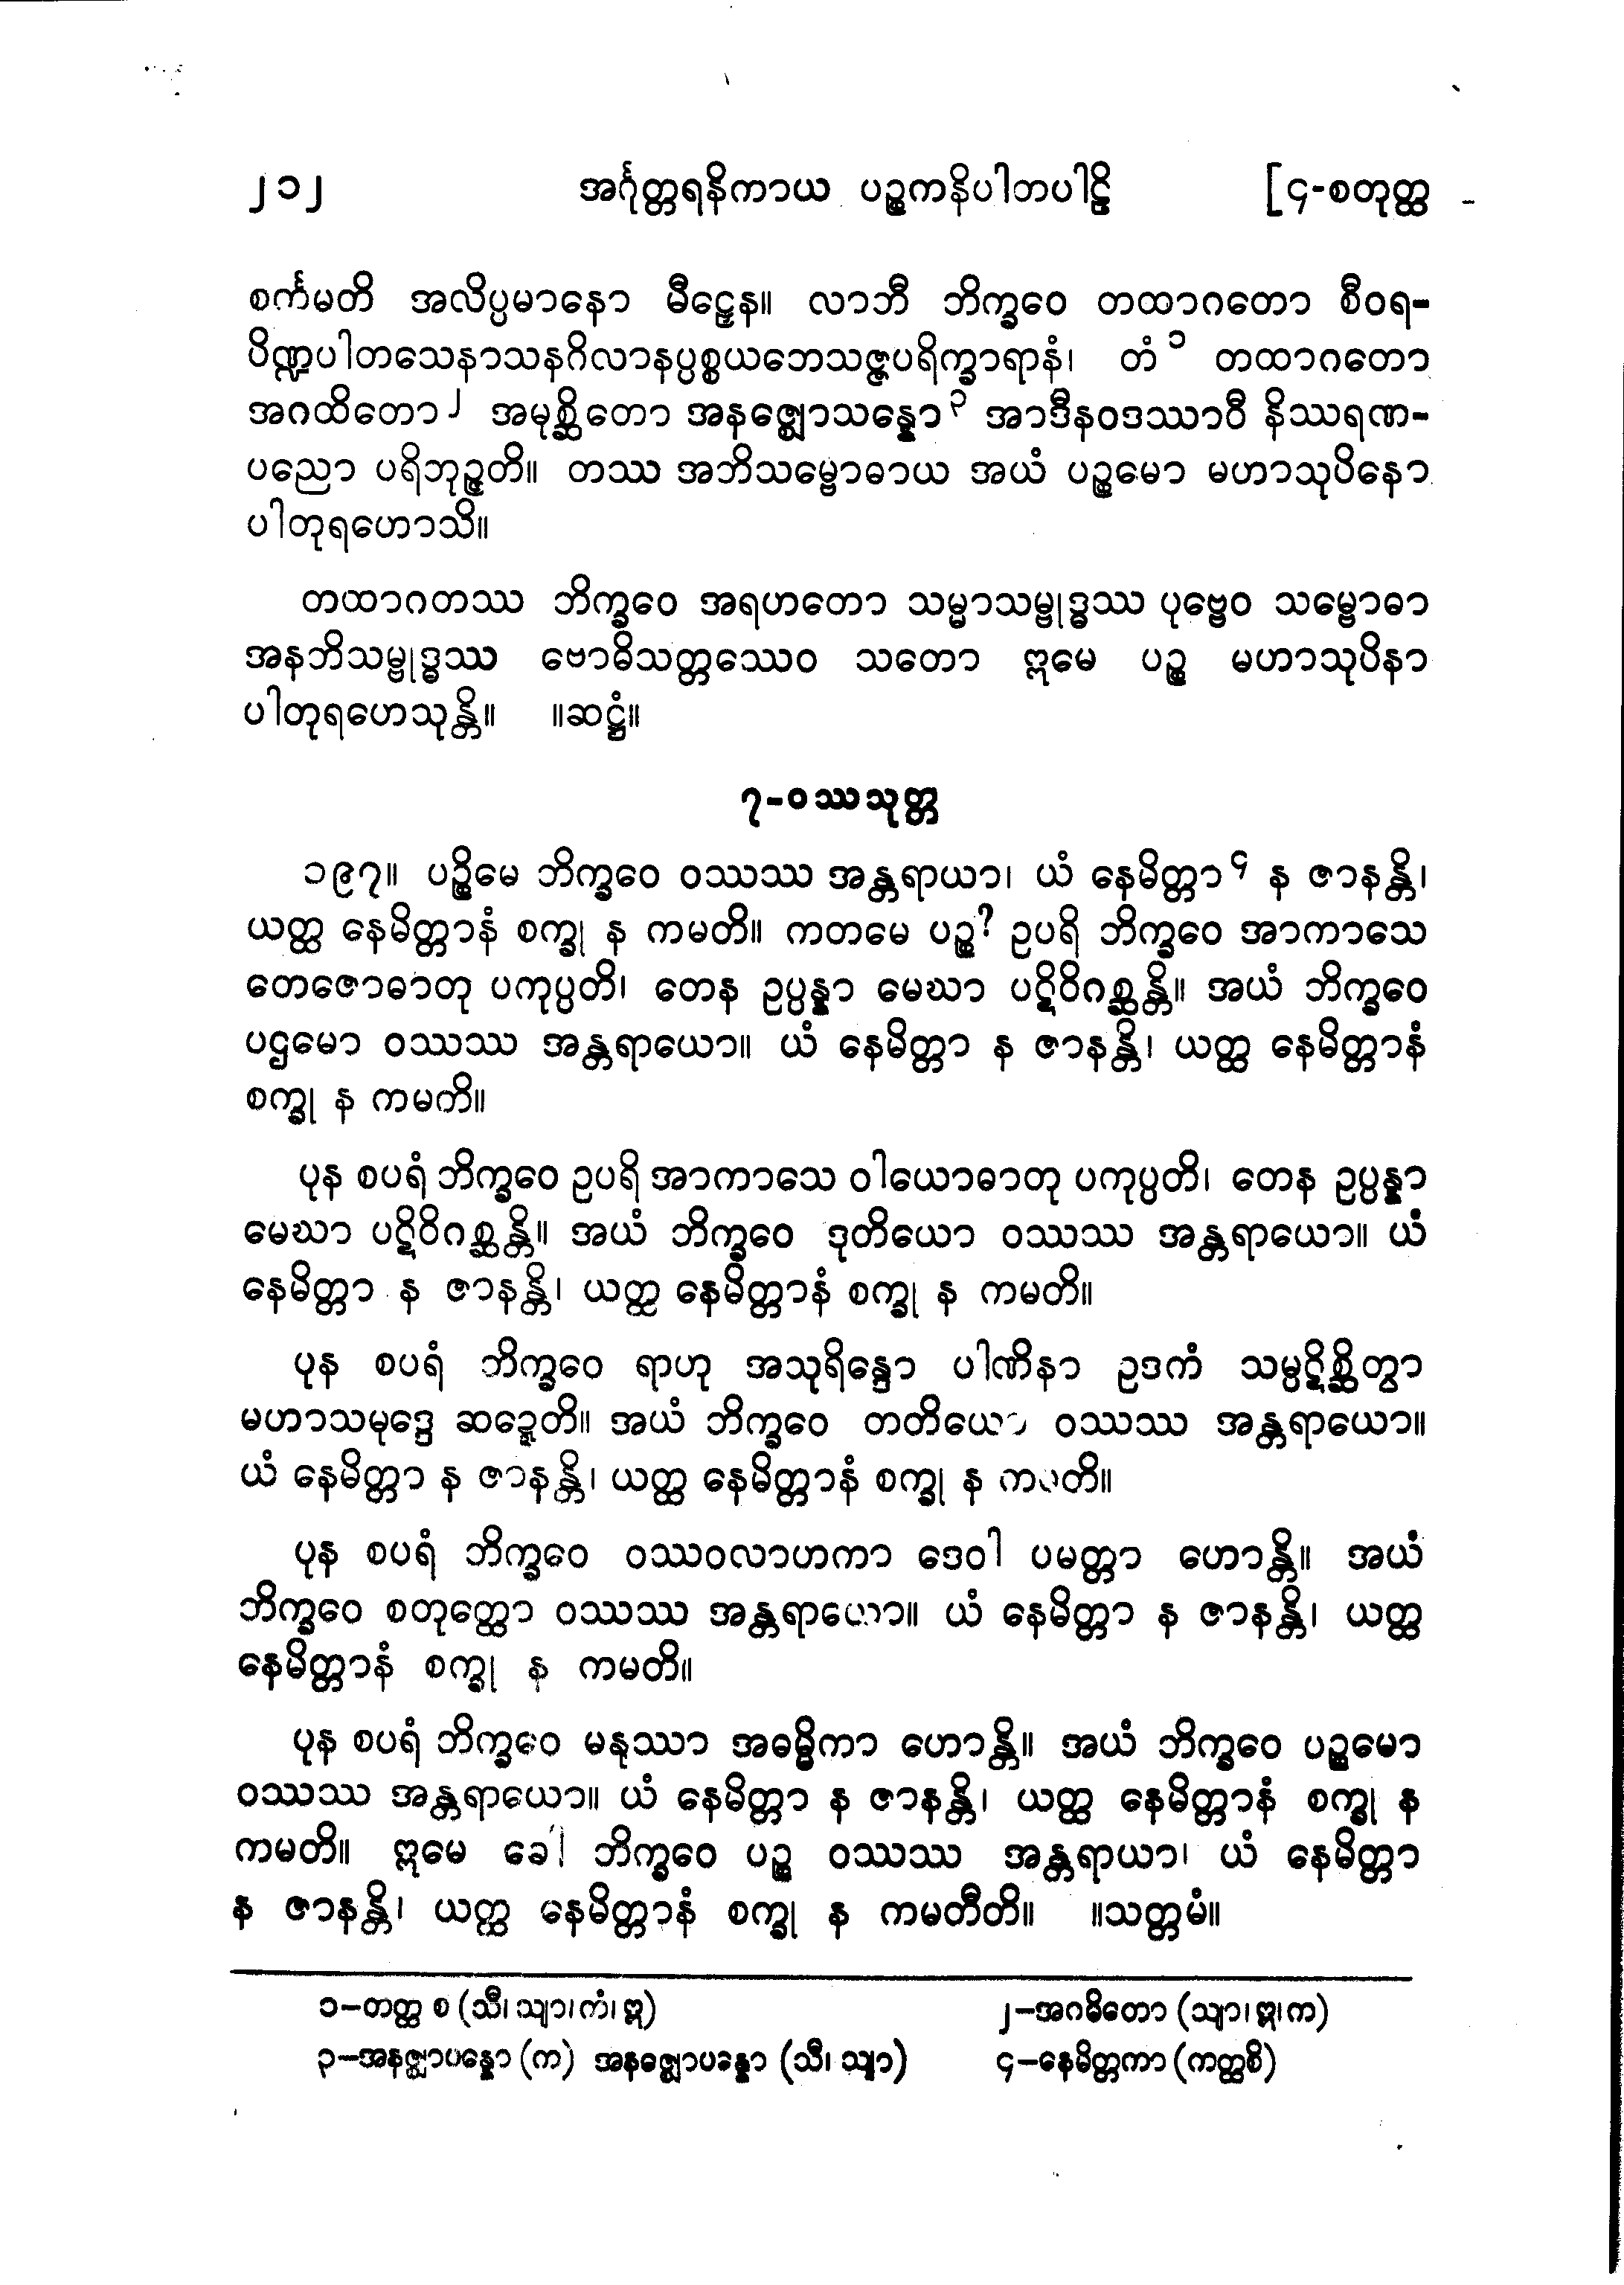 ၂၁၂ အင်္ဂုတ္တရနိကာယ ပဉ္စကနိပါတပါဠိ [၄-စတုတ္ထ
စင်္ကမတိ အလိပ္ပမာနော မီဠှေန။ လာဘီ ဘိက္ခဝေ တထာဂတော စီဝရ-
ပိဏ္ဍပါတသေနာသနဂိလာနပ္ပစ္စယဘေသဇ္ဇပရိက္ခာရာနံ၊ တံ ၁ တထာဂတော
အဂထိတော ၂ အမုစ္ဆိတော အနဇ္ဈောသန္နော ၃ အာဒီနဝဒဿာဝီ နိဿရဏ-
ပညော ပရိဘုဉ္ဇတိ။ တဿ အဘိသမ္ဗောဓာယ အယံ ပဉ္စမော မဟာသုပိနော
ပါတုရဟောသိ။
တထာဂတဿ ဘိက္ခဝေ အရဟတော သမ္မာသမ္ဗုဒ္ဓဿ ပုဗ္ဗေဝ သမ္ဗောဓာ
အနဘိသမ္ဗုဒ္ဓဿ ဗောဓိသတ္တဿေဝ သတော ဣမေ ပဉ္စ မဟာသုပိနာ
ပါတုရဟေသုန္တိ။ ။ဆဋ္ဌံ။
၇-ဝဿသုတ္တ
၁၉၇။ ပဉ္စိမေ ဘိက္ခဝေ ဝဿဿ အန္တရာယာ၊ ယံ နေမိတ္တာ ၄ န ဇာနန္တိ၊
ယတ္ထ နေမိတ္တာနံ စက္ခု န ကမတိ။ ကတမေ ပဉ္စ? ဥပရိ ဘိက္ခဝေ အာကာသေ
တေဇောဓာတု ပကုပ္ပတိ၊ တေန ဥပ္ပန္နာ မေဃာ ပဋိဝိဂစ္ဆန္တိ။ အယံ ဘိက္ခဝေ
ပဌမော ဝဿဿ အန္တရာယော။ ယံ နေမိတ္တာ န ဇာနန္တိ၊ ယတ္ထ နေမိတ္တာနံ
စက္ခု န ကမတိ။
ပုန စပရံ ဘိက္ခဝေ ဥပရိ အာကာသေ ဝါယောဓာတု ပကုပ္ပတိ၊ တေန ဥပ္ပန္နာ
မေဃာ ပဋိဝိဂစ္ဆန္တိ။ အယံ ဘိက္ခဝေ ဒုတိယော ဝဿဿ အန္တရာယော။ ယံ
နေမိတ္တာ န ဇာနန္တိ၊ ယတ္ထ နေမိတ္တာနံ စက္ခု န ကမတိ။
ပုန စပရံ ဘိက္ခဝေ ရာဟု အသုရိန္ဒော ပါဏိနာ ဥဒကံ သမ္ပဋိစ္ဆိတွာ
မဟာသမုဒ္ဒေ ဆဍ္ဍေတိ။ အယံ ဘိက္ခဝေ တတိယော ဝဿဿ အန္တရာယော။
ယံ နေမိတ္တာ န ဇာနန္တိ၊ ယတ္ထ နေမိတ္တာနံ စက္ခု န ကမတိ။
ပုန စပရံ ဘိက္ခဝေ ဝဿဝလာဟကာ ဒေဝါ ပမတ္တာ ဟောန္တိ။ အယံ
ဘိက္ခဝေ စတုတ္ထော ဝဿဿ အန္တရာယော။ ယံ နေမိတ္တာ န ဇာနန္တိ၊ ယတ္ထ
နေမိတ္တာနံ စက္ခု န ကမတိ။
ပုန စပရံ ဘိက္ခဝေ မနုဿာ အဓမ္မိကာ ဟောန္တိ။ အယံ ဘိက္ခဝေ ပဉ္စမော
ဝဿဿ အန္တရာယော။ ယံ နေမိတ္တာ န ဇာနန္တိ၊ ယတ္ထ နေမိတ္တာနံ စက္ခု န
ကမတိ။ ဣမေ ခေါ ဘိက္ခဝေ ပဉ္စ ဝဿဿ အန္တရာယာ၊ ယံ နေမိတ္တာ
န ဇာနန္တိ၊ ယတ္ထ နေမိတ္တာနံ စက္ခု န ကမတီတိ။ ။သတ္တမံ။
၁-တတ္ထ စ (သီ၊ သျာ၊ ကံ၊ ဣ) ၂-အဂဓိတော (သျာ၊ ဣ၊ က)
၃-အနဇ္ဈာပန္နော (က) အနဇ္ဈောပန္နော (သီ၊ သျာ) ၄-နေမိတ္တကာ (ကတ္ထစိ)